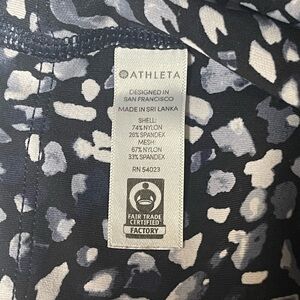 ATHLETA
DESIGNED IN
SAN FRANCISCO
MADE IN SRI LANKA
SHELL:
74% NYLON
26% SPANDEX
MESH:
67% NYLON
33% SPANDEX
RN 54023
FAIR TRADE
CERTIFIED
FACTORY